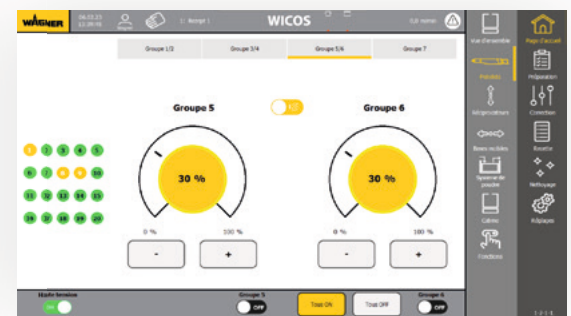 WAGNER
WICOS
Groupe 1/2
Groupe 3/4
Groupe 5/6
Groupe 7
Vue d'ensemble
Page d'accueil
Pistolets
Préparation
Réciprocateurs
Correction
Axes mobiles
Recette
Système de poudre
Nettoyage
Cabine
Réglages
Fonctions
Groupe 5
Groupe 6
30 %
30 %
0 %
100 %
0 %
100 %
-
+
-
+
1 2 3 4 5
6 7 8 9 10
11 12 13 14 15
16 17 18 19 20
Haute tension
ON
Groupe 5
OFF
Tous ON
Tous OFF
Groupe 6
OFF